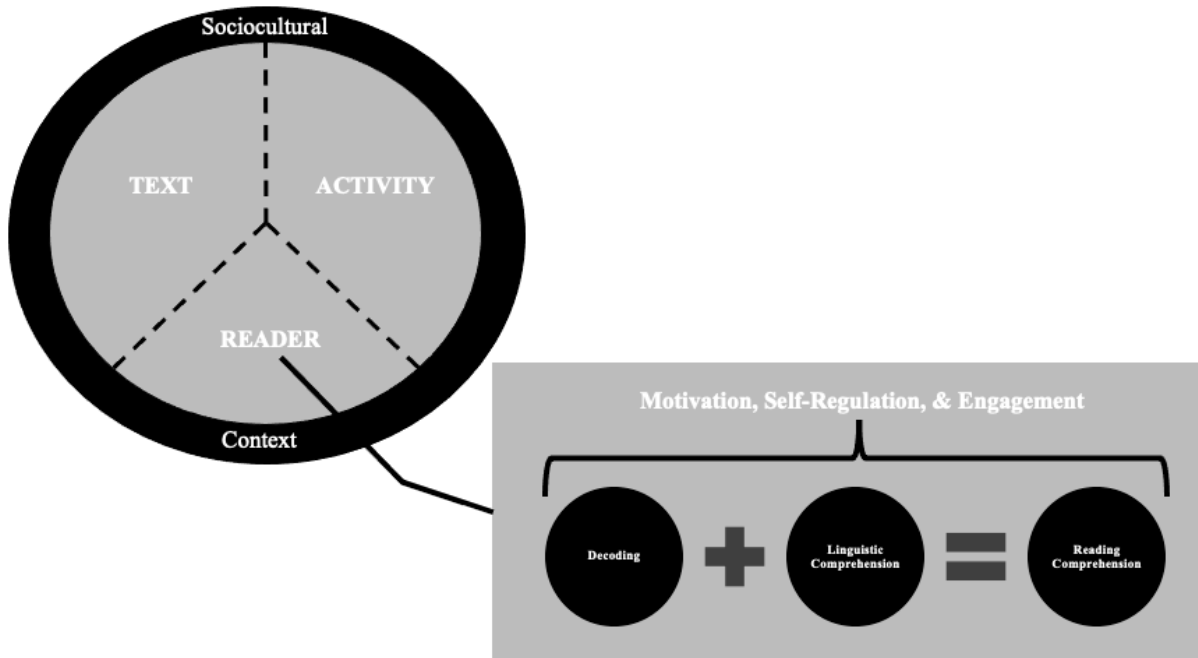 Sociocultural
TEXT
ACTIVITY
READER
Context
Motivation, Self-Regulation, & Engagement
Decoding
Linguistic
Comprehension
Reading
Comprehension